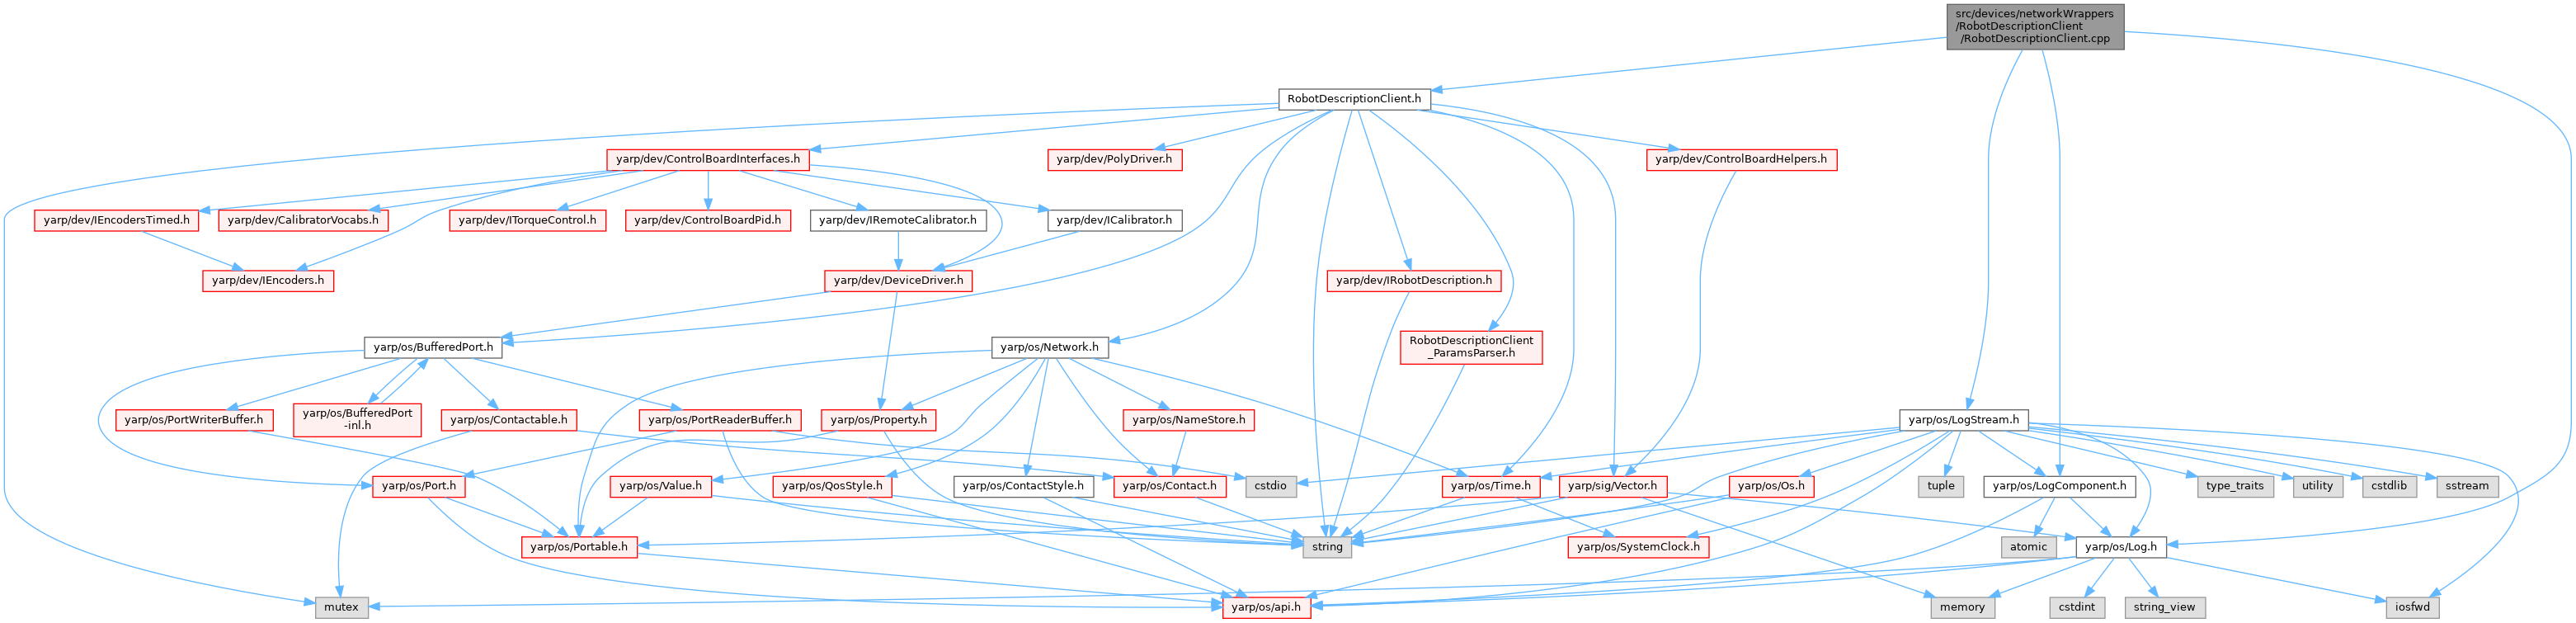 src/devices/networkWrappers
/RobotDescriptionClient
/RobotDescriptionClient.cpp
RobotDescriptionClient.h
yarp/dev/ControlBoardInterfaces.h
yarp/dev/PolyDriver.h
yarp/dev/ControlBoardHelpers.h
yarp/dev/IEncodersTimed.h
yarp/dev/CalibratorVocabs.h
yarp/dev/ITorqueControl.h
yarp/dev/ControlBoardPid.h
yarp/dev/IRemoteCalibrator.h
yarp/dev/ICalibrator.h
yarp/dev/IEncoders.h
yarp/dev/DeviceDriver.h
yarp/dev/IRobotDescription.h
yarp/os/BufferedPort.h
yarp/os/Network.h
RobotDescriptionClient
_ParamsParser.h
yarp/os/PortWriterBuffer.h
yarp/os/BufferedPort
-inl.h
yarp/os/Contactable.h
yarp/os/PortReaderBuffer.h
yarp/os/Property.h
yarp/os/NameStore.h
yarp/os/LogStream.h
yarp/os/Port.h
yarp/os/Value.h
yarp/os/QosStyle.h
yarp/os/ContactStyle.h
yarp/os/Contact.h
cstdio
yarp/os/Time.h
yarp/sig/Vector.h
yarp/os/Os.h
tuple
yarp/os/LogComponent.h
type_traits
utility
cstdlib
sstream
yarp/os/Portable.h
string
yarp/os/SystemClock.h
atomic
yarp/os/Log.h
mutex
yarp/os/api.h
memory
cstdint
string_view
iosfwd